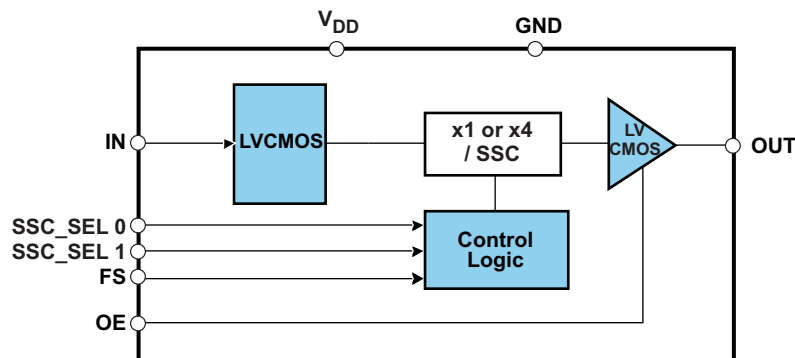 VDD
GND
IN
LVCMOS
x1 or x4
/ SSC
LV
CMOS
OUT
SSC_SEL 0
SSC_SEL 1
FS
Control
Logic
OE